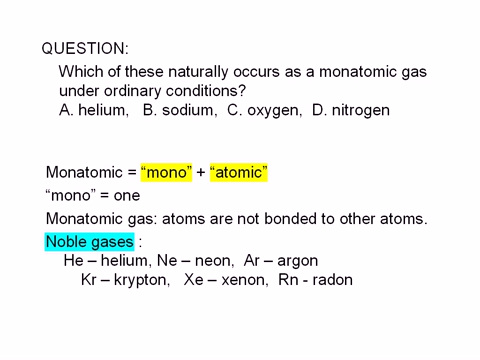 QUESTION:
Which of these naturally occurs as a monatomic gas
under ordinary conditions?
A. helium, B. sodium, C. oxygen, D. nitrogen
Monatomic = “mono” + “atomic”
“mono” = one
Monatomic gas: atoms are not bonded to other atoms.
Noble gases :
He – helium, Ne – neon, Ar – argon
Kr – krypton, Xe – xenon, Rn - radon